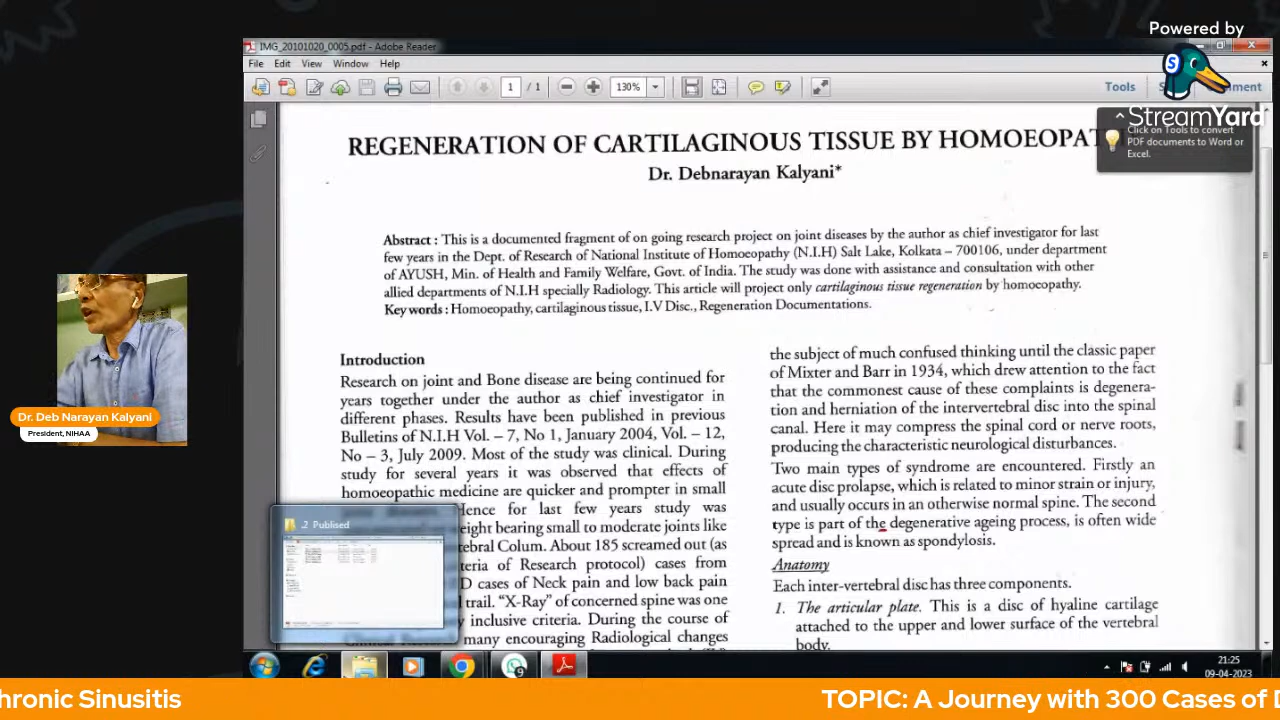 Powered by
StreamYard
IMG_20101020_0005.pdf - Adobe Reader
File Edit View Window Help
1 / 1
130%
Tools
Comment
Click on Tools to convert
PDF documents to Word or
Excel.
REGENERATION OF CARTILAGINOUS TISSUE BY HOMOEOPAT
Dr. Debnarayan Kalyani*
Abstract : This is a documented fragment of on going research project on joint diseases by the author as chief investigator for last
few years in the Dept. of Research of National Institute of Homoeopathy (N.I.H) Salt Lake, Kolkata – 700106, under department
of AYUSH, Min. of Health and Family Welfare, Govt. of India. The study was done with assistance and consultation with other
allied departments of N.I.H specially Radiology. This article will project only cartilaginous tissue regeneration by homoeopathy.
Key words : Homoeopathy, cartilaginous tissue, I.V Disc., Regeneration Documentations.
Introduction
Research on joint and Bone disease are being continued for
years together under the author as chief investigator in
different phases. Results have been published in previous
Bulletins of N.I.H Vol. – 7, No 1, January 2004, Vol. – 12,
No – 3, July 2009. Most of the study was clinical. During
study for several years it was observed that effects of
homoeopathic medicine are quicker and prompter in small
ence for last few years study was
eight bearing small to moderate joints like
ebral Colum. About 185 screamed out (as
teria of Research protocol) cases from
D cases of Neck pain and low back pain
trail. “X-Ray” of concerned spine was one
inclusive criteria. During the course of
many encouraging Radiological changes
the subject of much confused thinking until the classic paper
of Mixter and Barr in 1934, which drew attention to the fact
that the commonest cause of these complaints is degenera-
tion and herniation of the intervertebral disc into the spinal
canal. Here it may compress the spinal cord or nerve roots,
producing the characteristic neurological disturbances.
Two main types of syndrome are encountered. Firstly an
acute disc prolapse, which is related to minor strain or injury,
and usually occurs in an otherwise normal spine. The second
type is part of the degenerative ageing process, is often wide
spread and is known as spondylosis.
Anatomy
Each inter-vertebral disc has three components.
1. The articular plate. This is a disc of hyaline cartilage
attached to the upper and lower surface of the vertebral
body.
.2 Publised
Dr. Deb Narayan Kalyani
President, NIHAA
21:25
09-04-2023
hronic Sinusitis
TOPIC: A Journey with 300 Cases of D